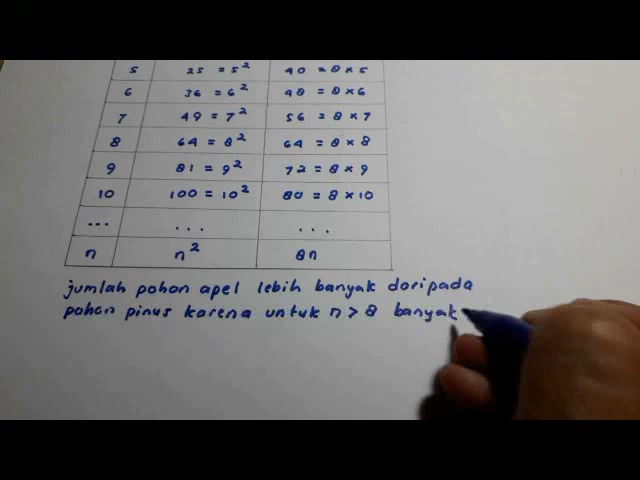 5 25 = 5² 40 = 8 × 5
6 36 = 6² 48 = 8 × 6
7 49 = 7² 56 = 8 × 7
8 64 = 8² 64 = 8 × 8
9 81 = 9² 72 = 8 × 9
10 100 = 10² 80 = 8 × 10
... ... ...
n n² 8n
jumlah pohon apel lebih banyak daripada
pohon pinus karena untuk n > 8 banyak